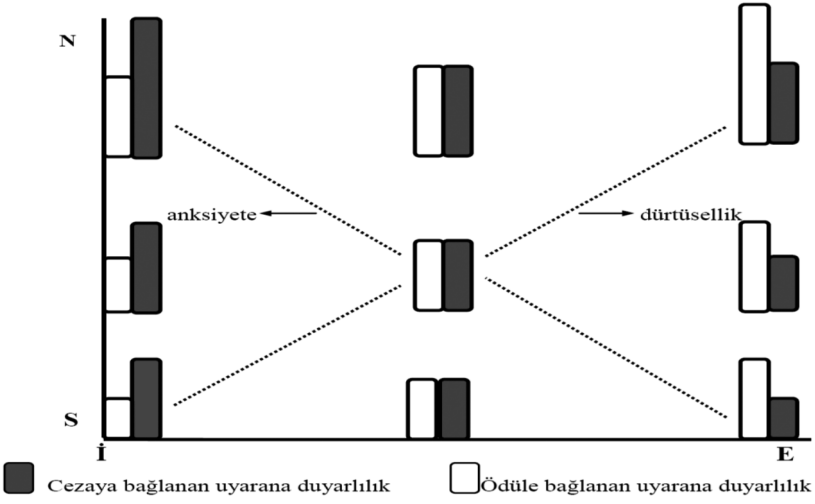 N
anksiyete
dürtüsellik
S
İ
E
Cezaya bağlanan uyarana duyarlılık
Ödüle bağlanan uyarana duyarlılık